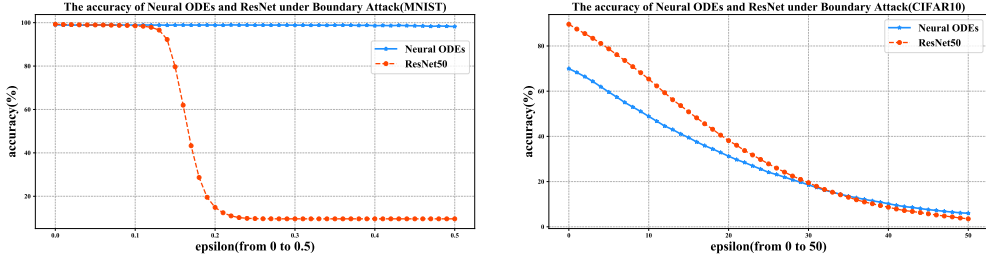 The accuracy of Neural ODEs and ResNet under Boundary Attack(MNIST)
100
80
60
40
20
accuracy(%)
0.0 0.1 0.2 0.3 0.4 0.5
epsilon(from 0 to 0.5)
Neural ODEs
ResNet50
The accuracy of Neural ODEs and ResNet under Boundary Attack(CIFAR10)
80
60
40
20
0
accuracy(%)
0 10 20 30 40 50
epsilon(from 0 to 50)
Neural ODEs
ResNet50